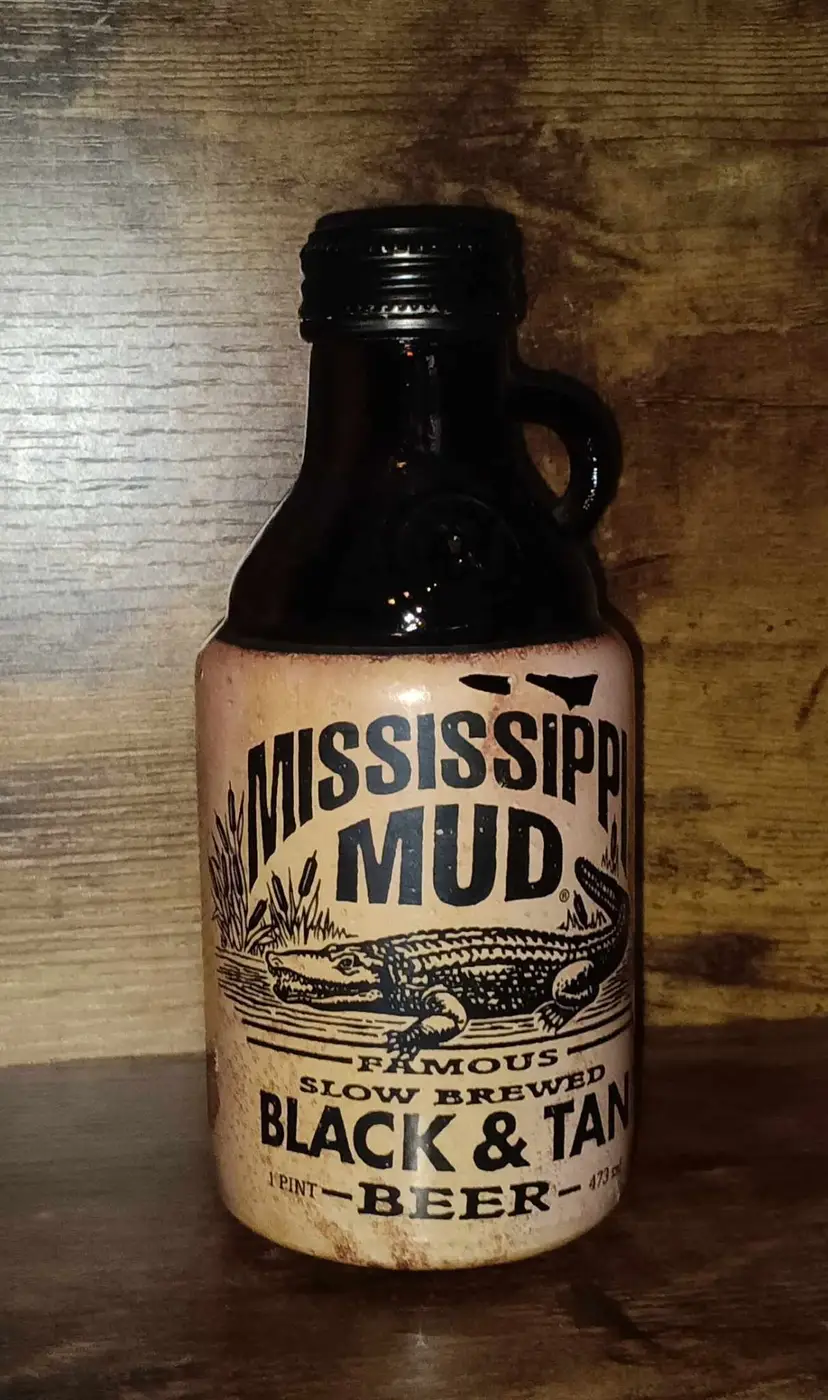 MISSISSIPPI
MUD®
FAMOUS
SLOW BREWED
BLACK & TAN
1 PINT – BEER – 473 ml